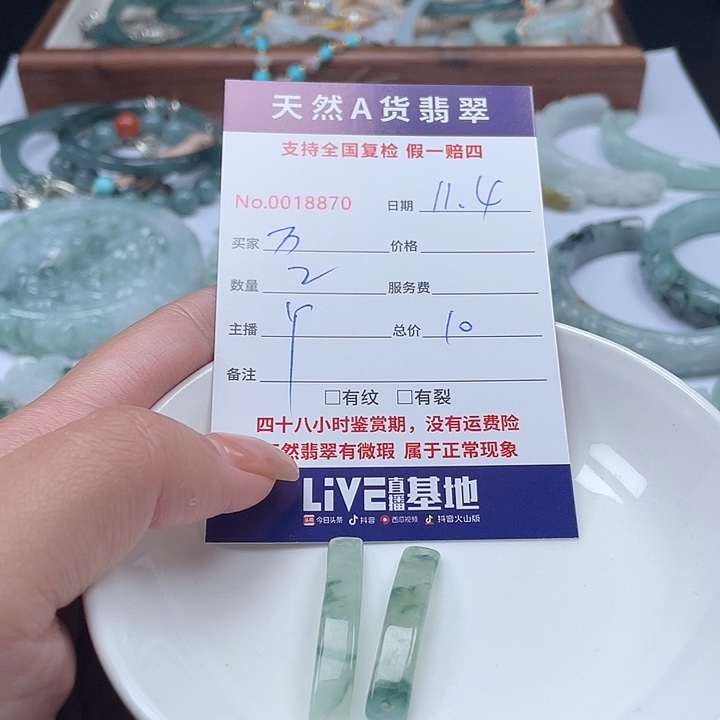 天然A货翡翠
支持全国复检 假一赔四
No.0018870 日期 11.4
买家 万 价格
数量 2 服务费
主播 总价 10
备注
□有纹 □有裂
四十八小时鉴赏期，没有运费险
然翡翠有微瑕 属于正常现象
LIVE直播基地
头条 今日头条 抖音 西瓜视频 抖音火山版